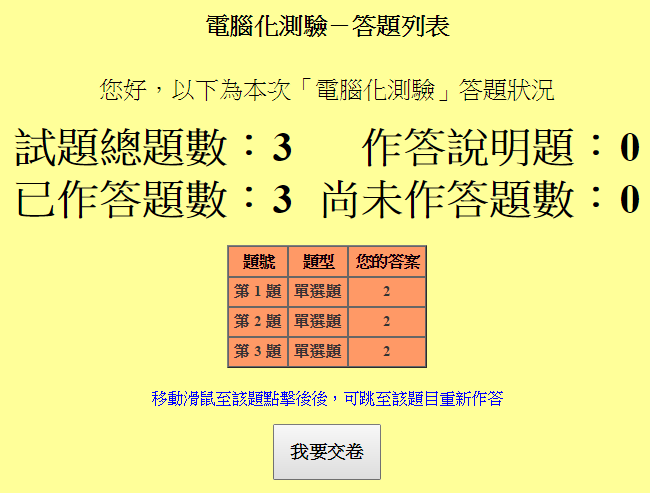 電腦化測驗－答題列表
您好，以下為本次「電腦化測驗」答題狀況
試題總題數：3 作答說明題：0
已作答題數：3 尚未作答題數：0
題號 題型 您的答案
第 1 題 單選題 2
第 2 題 單選題 2
第 3 題 單選題 2
移動滑鼠至該題點擊後後，可跳至該題目重新作答
我要交卷